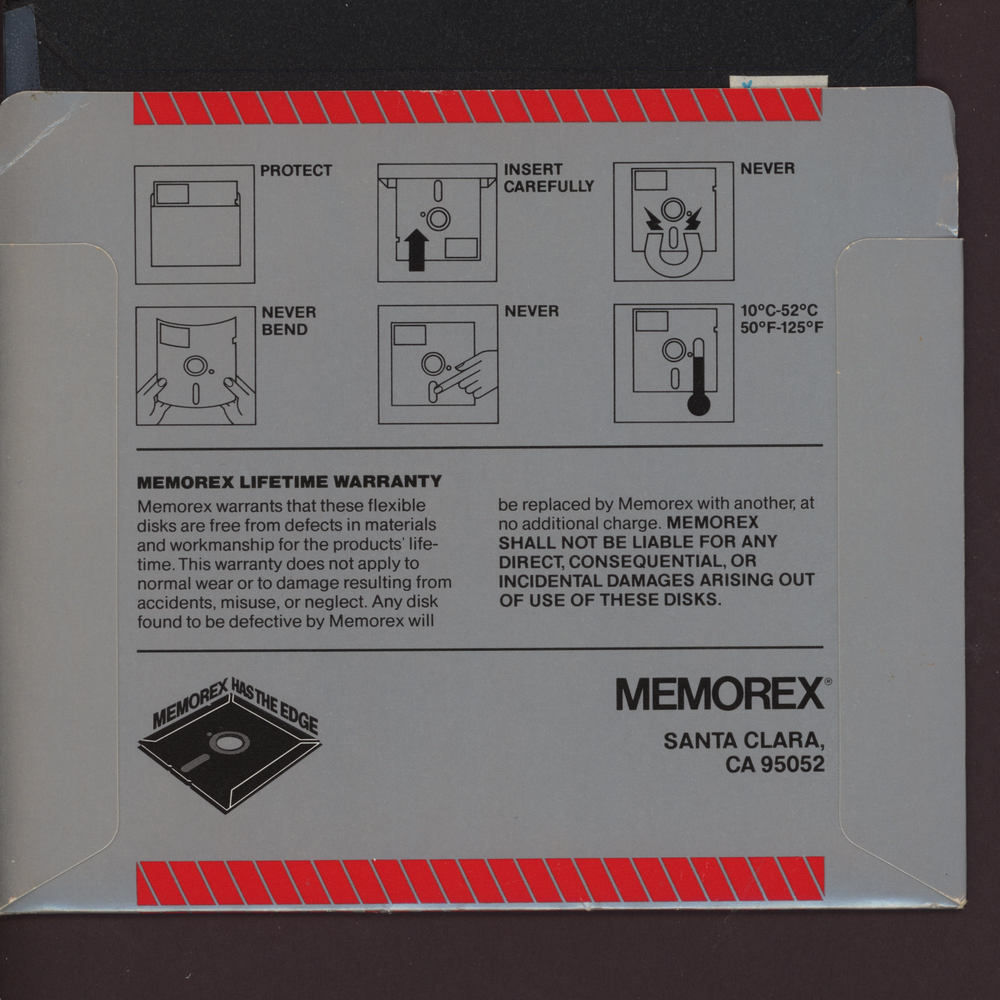 PROTECT
INSERT
CAREFULLY
NEVER
NEVER
BEND
NEVER
10°C-52°C
50°F-125°F
MEMOREX LIFETIME WARRANTY
Memorex warrants that these flexible
disks are free from defects in materials
and workmanship for the products' life-
time. This warranty does not apply to
normal wear or to damage resulting from
accidents, misuse, or neglect. Any disk
found to be defective by Memorex will
be replaced by Memorex with another, at
no additional charge. MEMOREX
SHALL NOT BE LIABLE FOR ANY
DIRECT, CONSEQUENTIAL, OR
INCIDENTAL DAMAGES ARISING OUT
OF USE OF THESE DISKS.
MEMOREX HAS THE EDGE
MEMOREX®
SANTA CLARA,
CA 95052